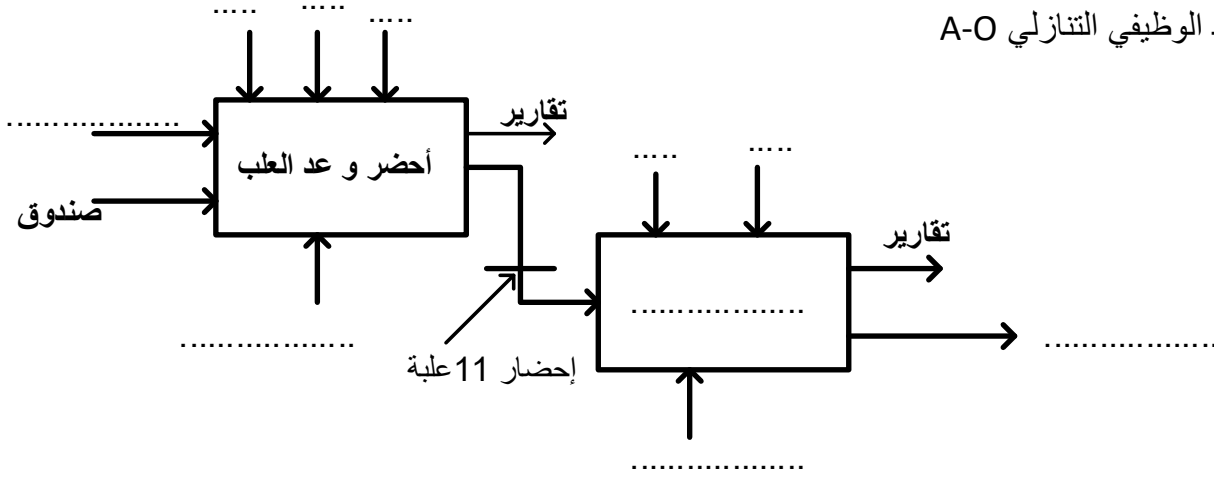 . الوظيفي التنازلي A-O
..... ..... .....
..................
تقارير
أحضر و عد العلب
صندوق
..... .....
تقارير
..................
..................
..................
إحضار 11علبة
..................